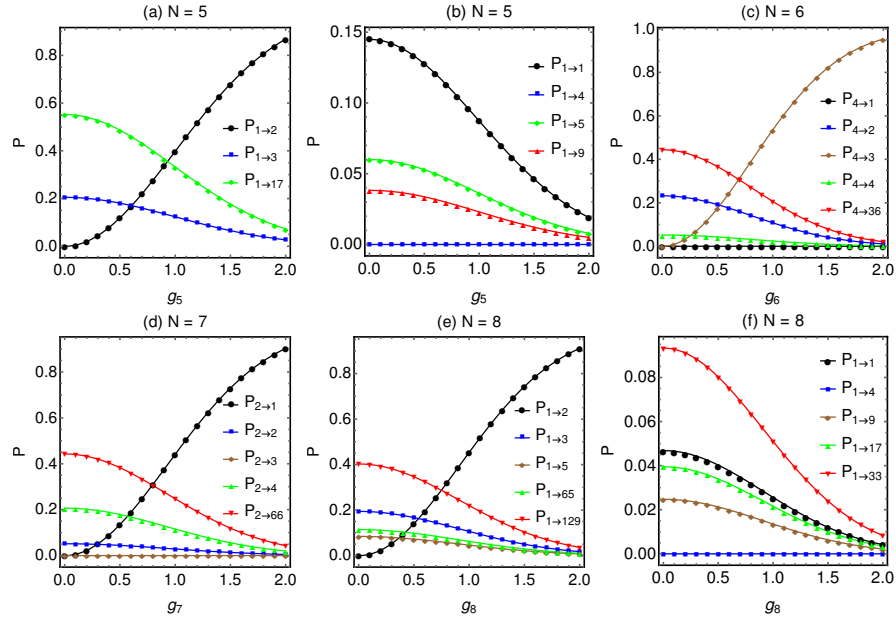 (a) N = 5
P
0.8
0.6
0.4
0.2
0.0
0.0 0.5 1.0 1.5 2.0
g5
P1→2
P1→3
P1→17
(b) N = 5
P
0.15
0.10
0.05
0.00
0.0 0.5 1.0 1.5 2.0
g5
P1→1
P1→4
P1→5
P1→9
(c) N = 6
P
1.0
0.8
0.6
0.4
0.2
0.0
0.0 0.5 1.0 1.5 2.0
g6
P4→1
P4→2
P4→3
P4→4
P4→36
(d) N = 7
P
0.8
0.6
0.4
0.2
0.0
0.0 0.5 1.0 1.5 2.0
g7
P2→1
P2→2
P2→3
P2→4
P2→66
(e) N = 8
P
0.8
0.6
0.4
0.2
0.0
0.0 0.5 1.0 1.5 2.0
g8
P1→2
P1→3
P1→5
P1→65
P1→129
(f) N = 8
P
0.08
0.06
0.04
0.02
0.00
0.0 0.5 1.0 1.5 2.0
g8
P1→1
P1→4
P1→9
P1→17
P1→33